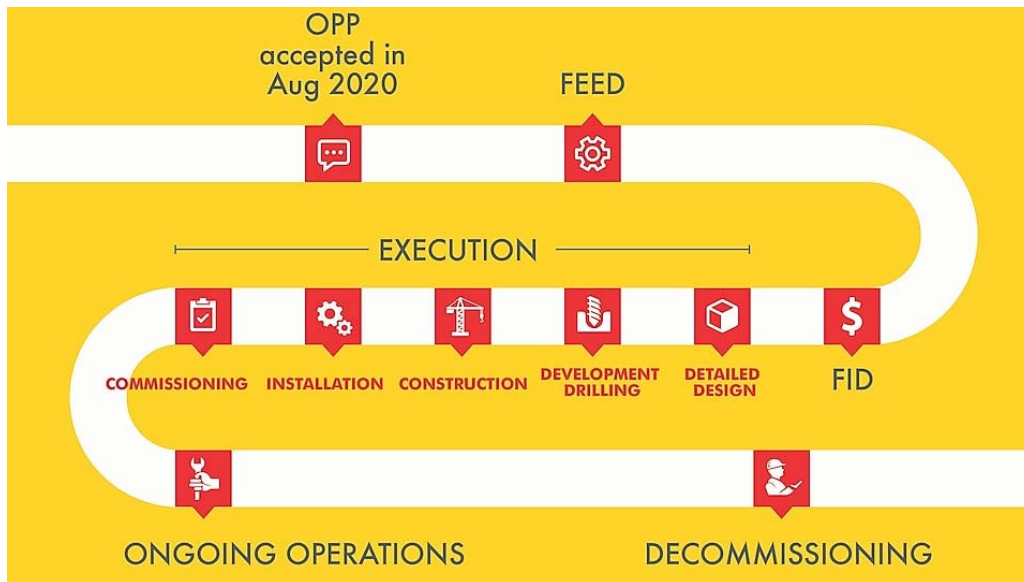 OPP
accepted in
Aug 2020
FEED
EXECUTION
$
COMMISSIONING
INSTALLATION
CONSTRUCTION
DEVELOPMENT
DRILLING
DETAILED
DESIGN
FID
ONGOING OPERATIONS
DECOMMISSIONING